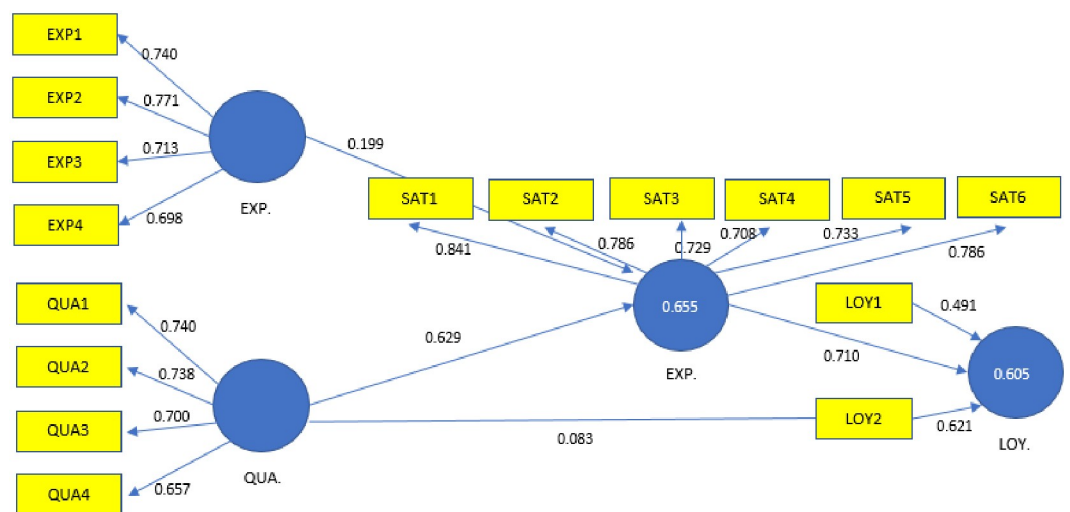 EXP1
0.740
EXP2
0.771
EXP3
0.713
EXP4
0.698
EXP.
0.199
SAT1
SAT2
SAT3
SAT4
SAT5
SAT6
0.841
0.786
0.729
0.708
0.733
0.786
0.655
EXP.
QUA1
0.740
QUA2
0.738
QUA3
0.700
QUA4
0.657
QUA.
0.629
0.083
LOY1
0.491
0.710
LOY2
0.621
0.605
LOY.